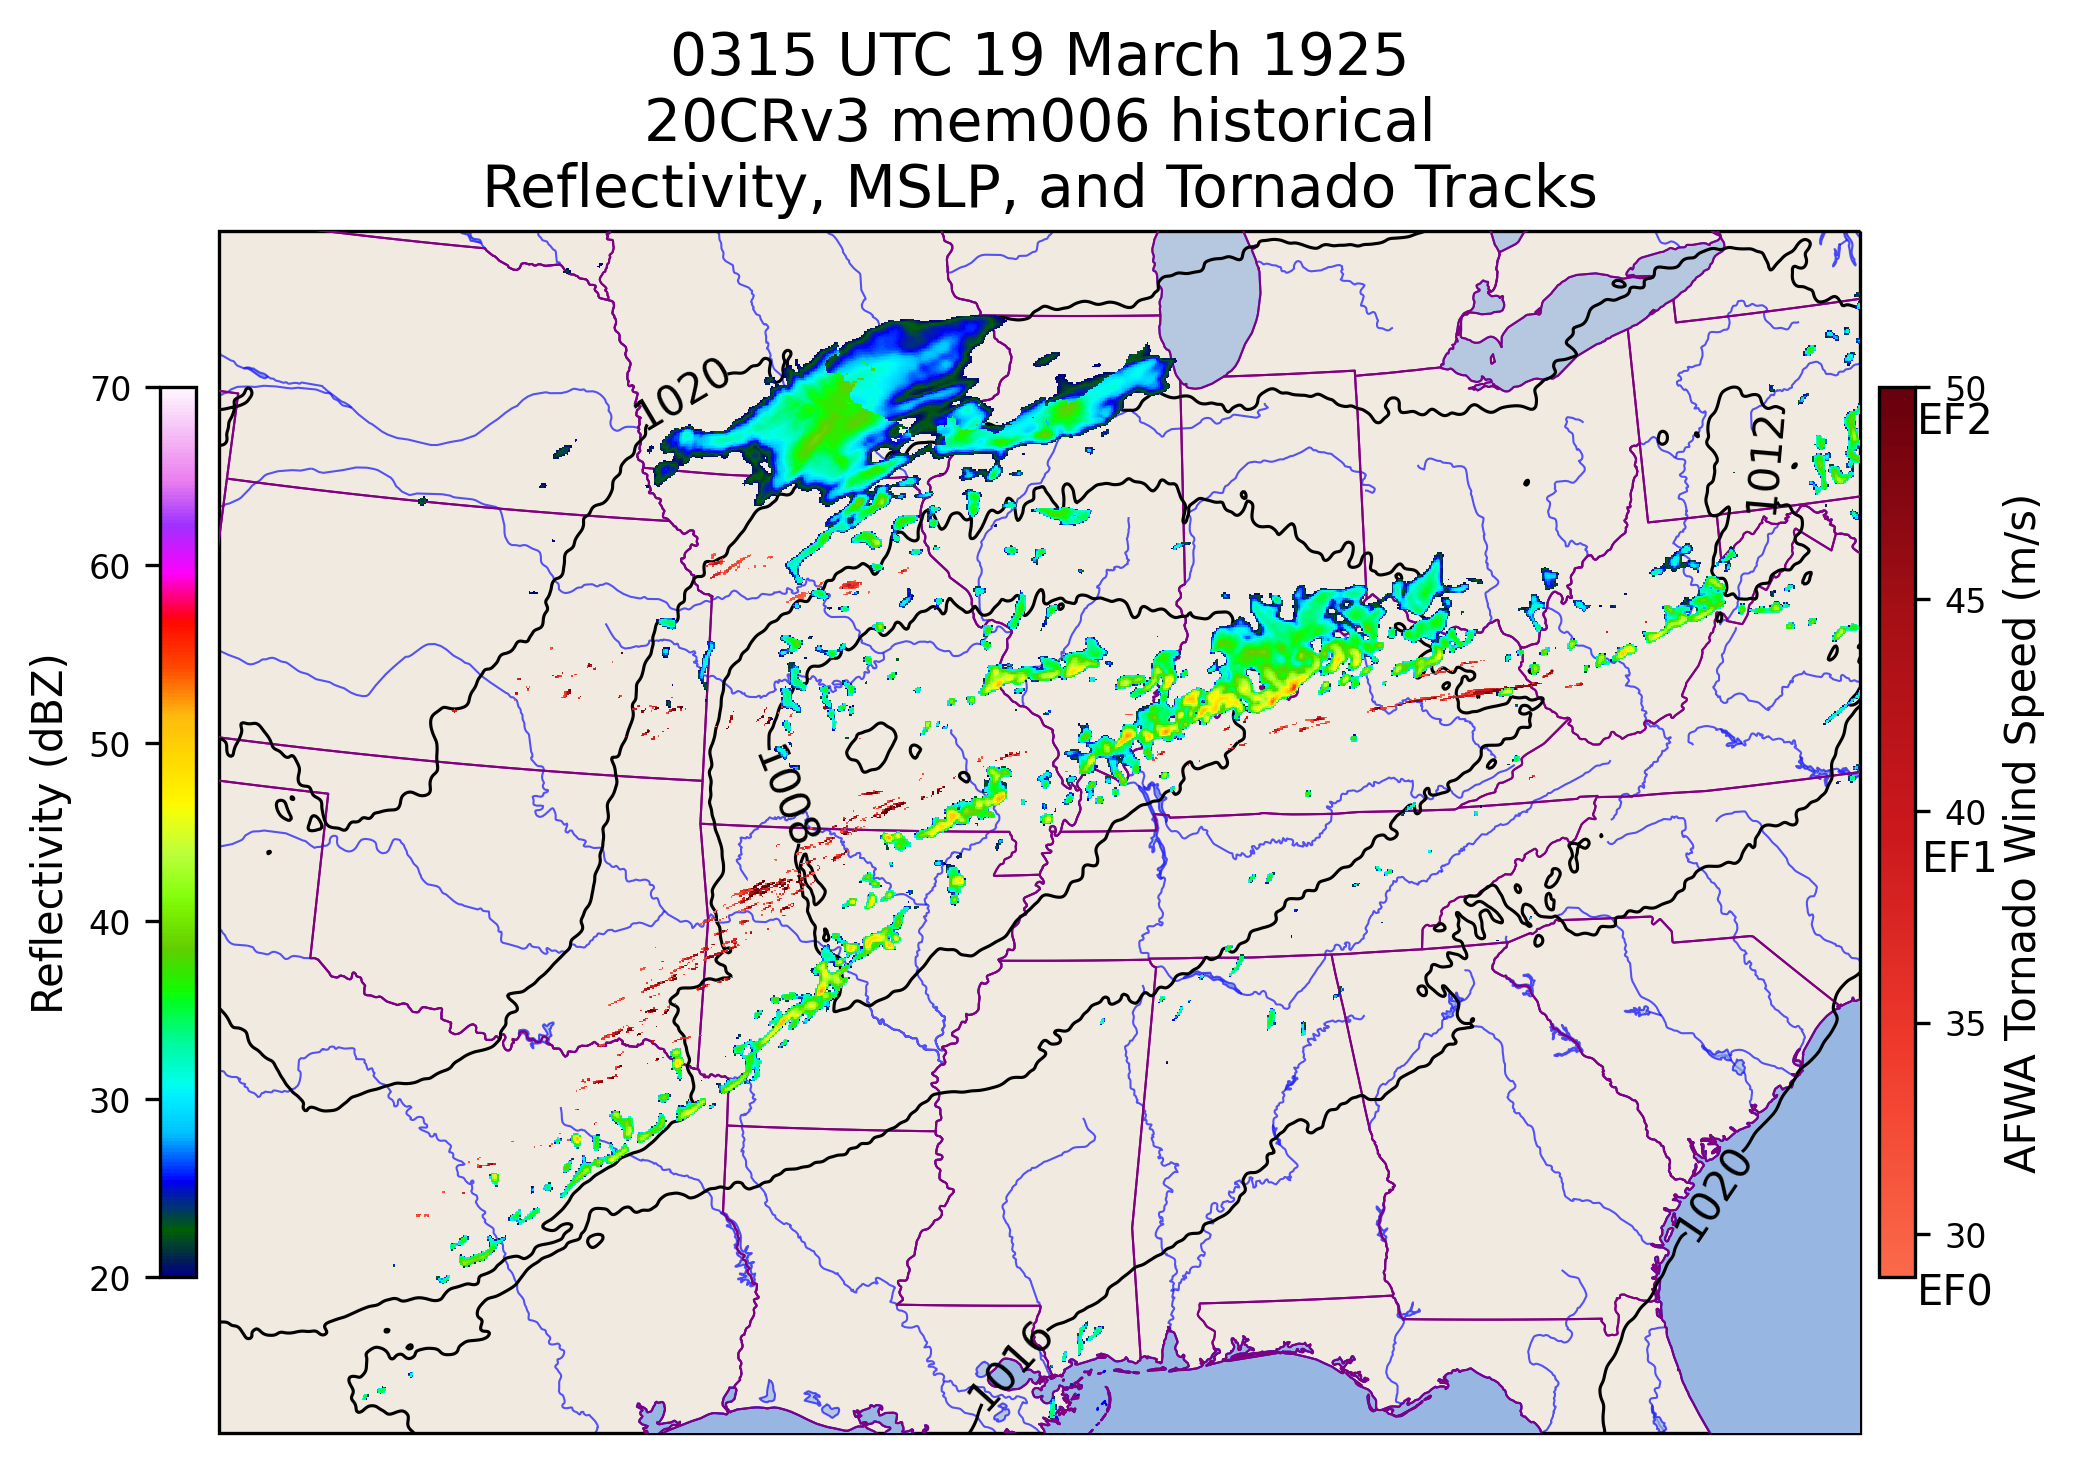 0315 UTC 19 March 1925
20CRv3 mem006 historical
Reflectivity, MSLP, and Tornado Tracks
70
60
50
40
30
20
Reflectivity (dBZ)
1020
1012
1008
1016
1020
50
EF2
45
40
EF1
35
30
EF0
AFWA Tornado Wind Speed (m/s)